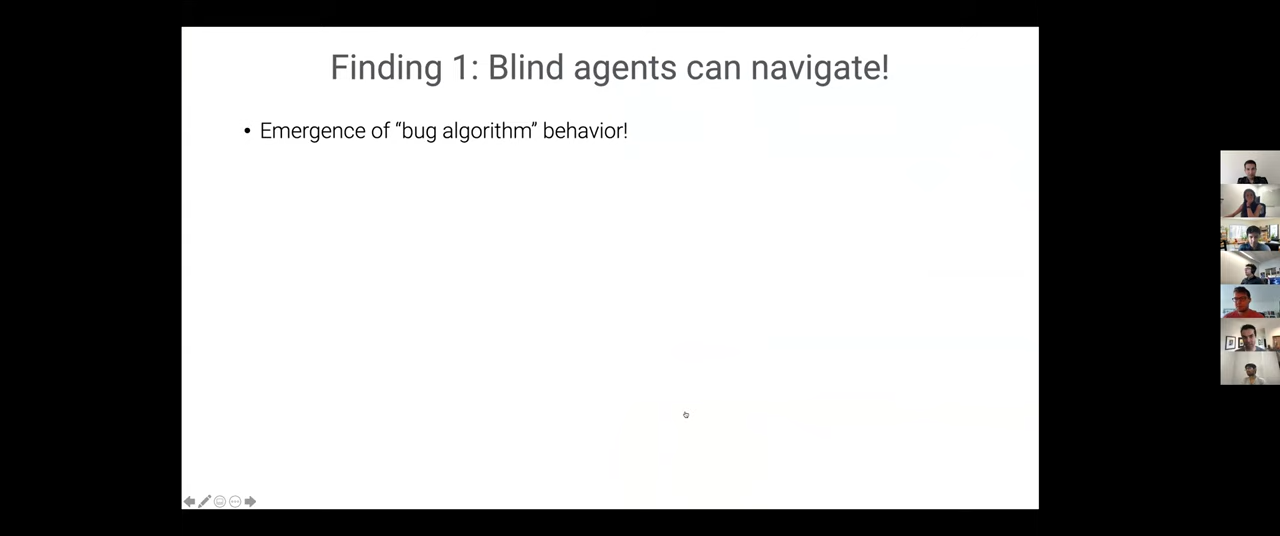 Finding 1: Blind agents can navigate!
• Emergence of “bug algorithm” behavior!